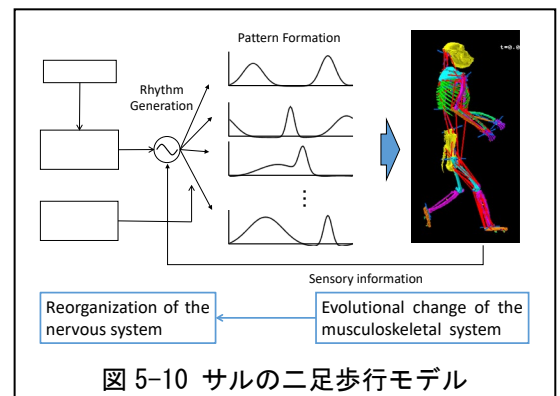 Pattern Formation
Rhythm
Generation
t=0.0
⋮
Sensory information
Reorganization of the
nervous system
Evolutional change of the
musculoskeletal system
図 5-10 サルの二足歩行モデル